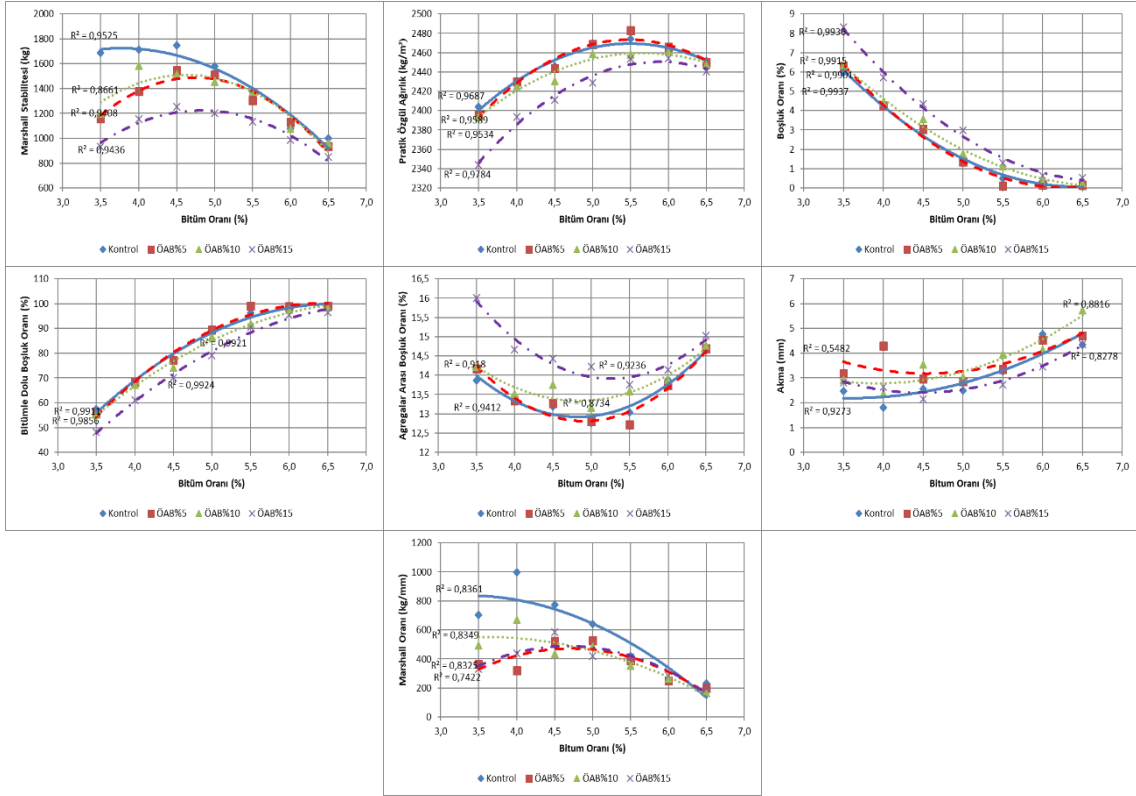 Marshall Stabilitesi (kg)
2000
1800
1600
1400
1200
1000
800
600
R² = 0,9525
R² = 0,8661
R² = 0,9436
3,0 3,5 4,0 4,5 5,0 5,5 6,0 6,5 7,0
Bitüm Oranı (%)
Kontrol ÖAB%5 ÖAB%10 ÖAB%15
Pratik Özgül Ağırlık (kg/m³)
2500
2480
2460
2440
2420
2400
2380
2360
2340
2320
R² = 0,9687
R² = 0,9589
R² = 0,9534
R² = 0,9784
3,0 3,5 4,0 4,5 5,0 5,5 6,0 6,5 7,0
Bitüm Oranı (%)
Kontrol ÖAB%5 ÖAB%10 ÖAB%15
Boşluk Oranı (%)
9
8
7
6
5
4
3
2
1
0
R² = 0,9915
R² = 0,9937
3,0 3,5 4,0 4,5 5,0 5,5 6,0 6,5 7,0
Bitüm Oranı (%)
Kontrol ÖAB%5 ÖAB%10 ÖAB%15
Bitümle Dolu Boşluk Oranı (%)
110
100
90
80
70
60
50
40
R² = 0,9921
R² = 0,9924
R² = 0,9856
3,0 3,5 4,0 4,5 5,0 5,5 6,0 6,5 7,0
Bitüm Oranı (%)
Kontrol ÖAB%5 ÖAB%10 ÖAB%15
Agregalar Arası Boşluk Oranı (%)
16,5
16
15,5
15
14,5
14
13,5
13
12,5
12
R² = 0,918
R² = 0,9236
R² = 0,8734
R² = 0,9412
3,0 3,5 4,0 4,5 5,0 5,5 6,0 6,5 7,0
Bitüm Oranı (%)
Kontrol ÖAB%5 ÖAB%10 ÖAB%15
Akma (mm)
7
6
5
4
3
2
1
0
R² = 0,8816
R² = 0,5482
R² = 0,8278
R² = 0,9273
3,0 3,5 4,0 4,5 5,0 5,5 6,0 6,5 7,0
Bitum Oranı (%)
Kontrol ÖAB%5 ÖAB%10 ÖAB%15
Marshall Oranı (kg/mm)
1200
1000
800
600
400
200
0
R² = 0,8361
R² = 0,8349
R² = 0,8325
R² = 0,7422
3,0 3,5 4,0 4,5 5,0 5,5 6,0 6,5 7,0
Bitum Oranı (%)
Kontrol ÖAB%5 ÖAB%10 ÖAB%15